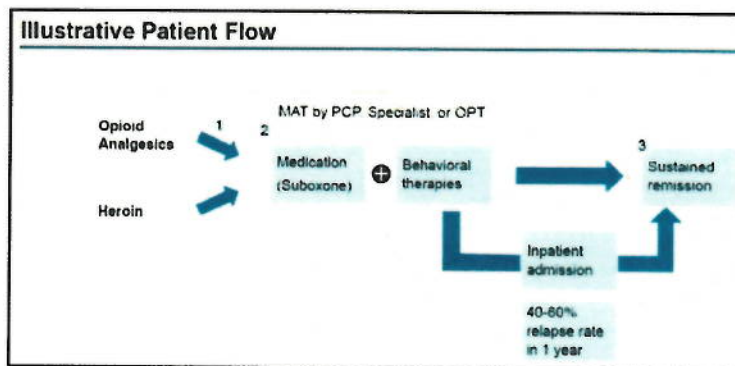 Illustrative Patient Flow
MAT by PCP Specialist or OPT
Opioid
Analgesics
1
2
Medication
(Suboxone)
Behavioral
therapies
3
Sustained
remission
Heroin
Inpatient
admission
40-60%
relapse rate
in 1 year